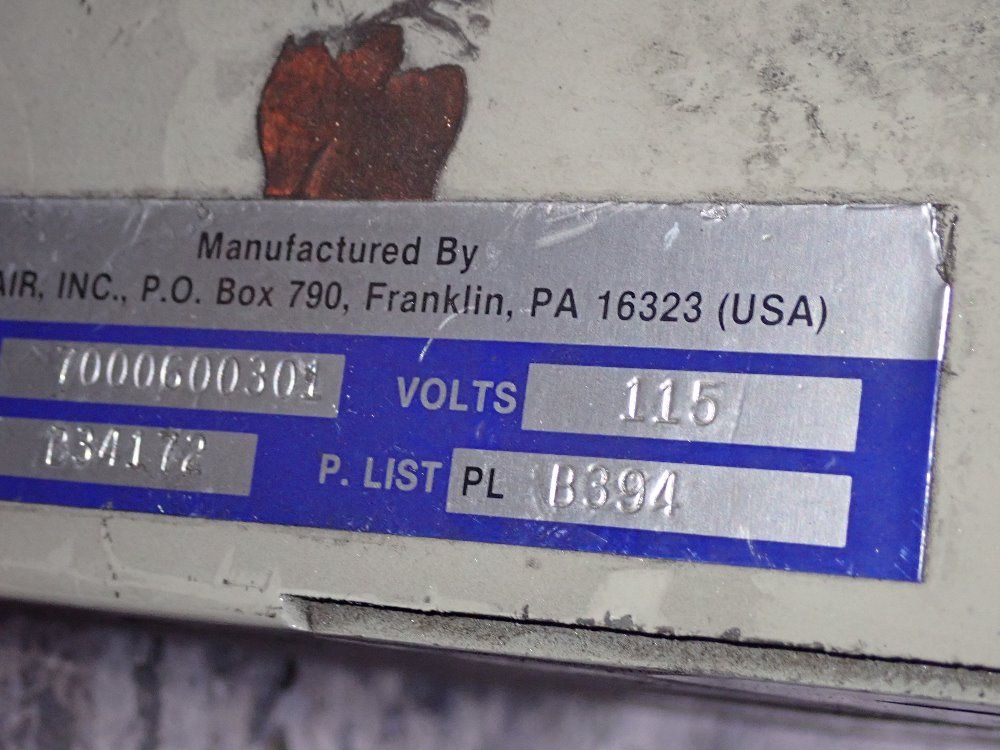 Manufactured By
AIR, INC., P.O. Box 790, Franklin, PA 16323 (USA)
7000600301 VOLTS 115
B34172 P. LIST PL B394